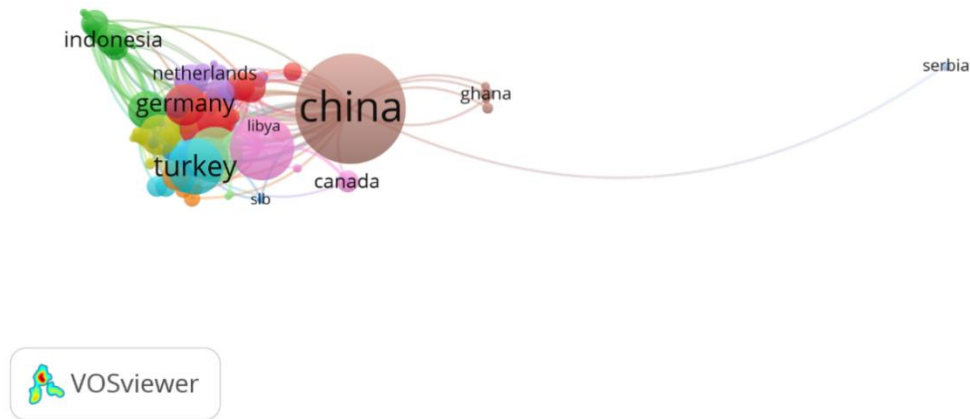 indonesia
serbia
netherlands
ghana
germany
china
libya
turkey
canada
slb
VOSviewer